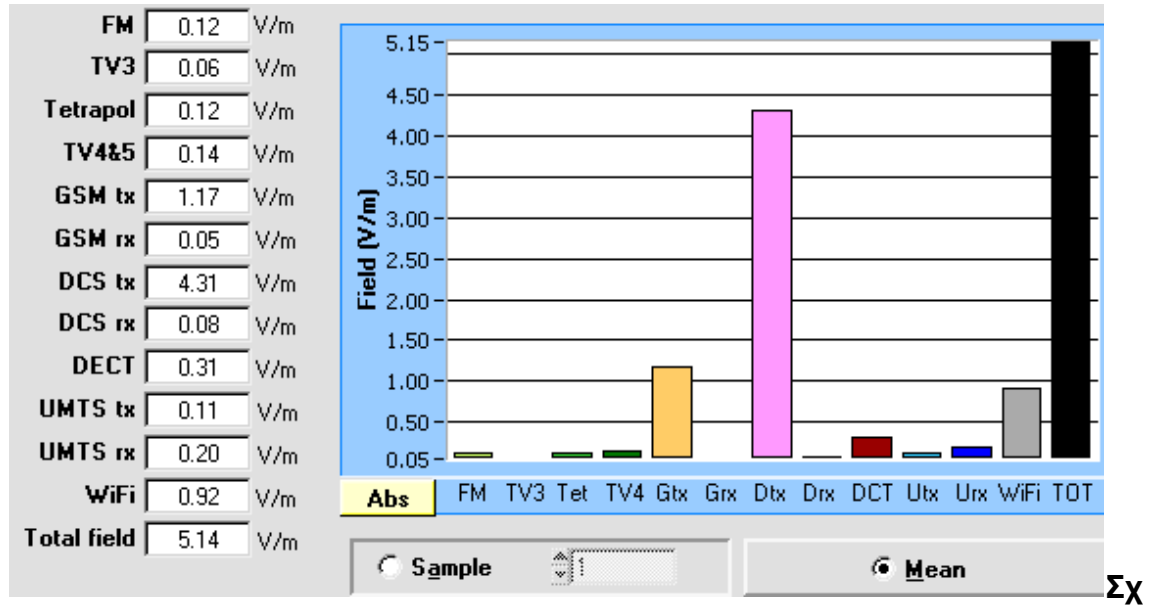 FM 0.12 V/m
TV3 0.06 V/m
Tetrapol 0.12 V/m
TV4&5 0.14 V/m
GSM tx 1.17 V/m
GSM rx 0.05 V/m
DCS tx 4.31 V/m
DCS rx 0.08 V/m
DECT 0.31 V/m
UMTS tx 0.11 V/m
UMTS rx 0.20 V/m
WiFi 0.92 V/m
Total field 5.14 V/m
Field (V/m)
5.15
4.50
4.00
3.50
3.00
2.50
2.00
1.50
1.00
0.50
0.05
Abs FM TV3 Tet TV4 Gtx Grx Dtx Drx DCT Utx Urx WiFi TOT
Sample 1 Mean
Σχ